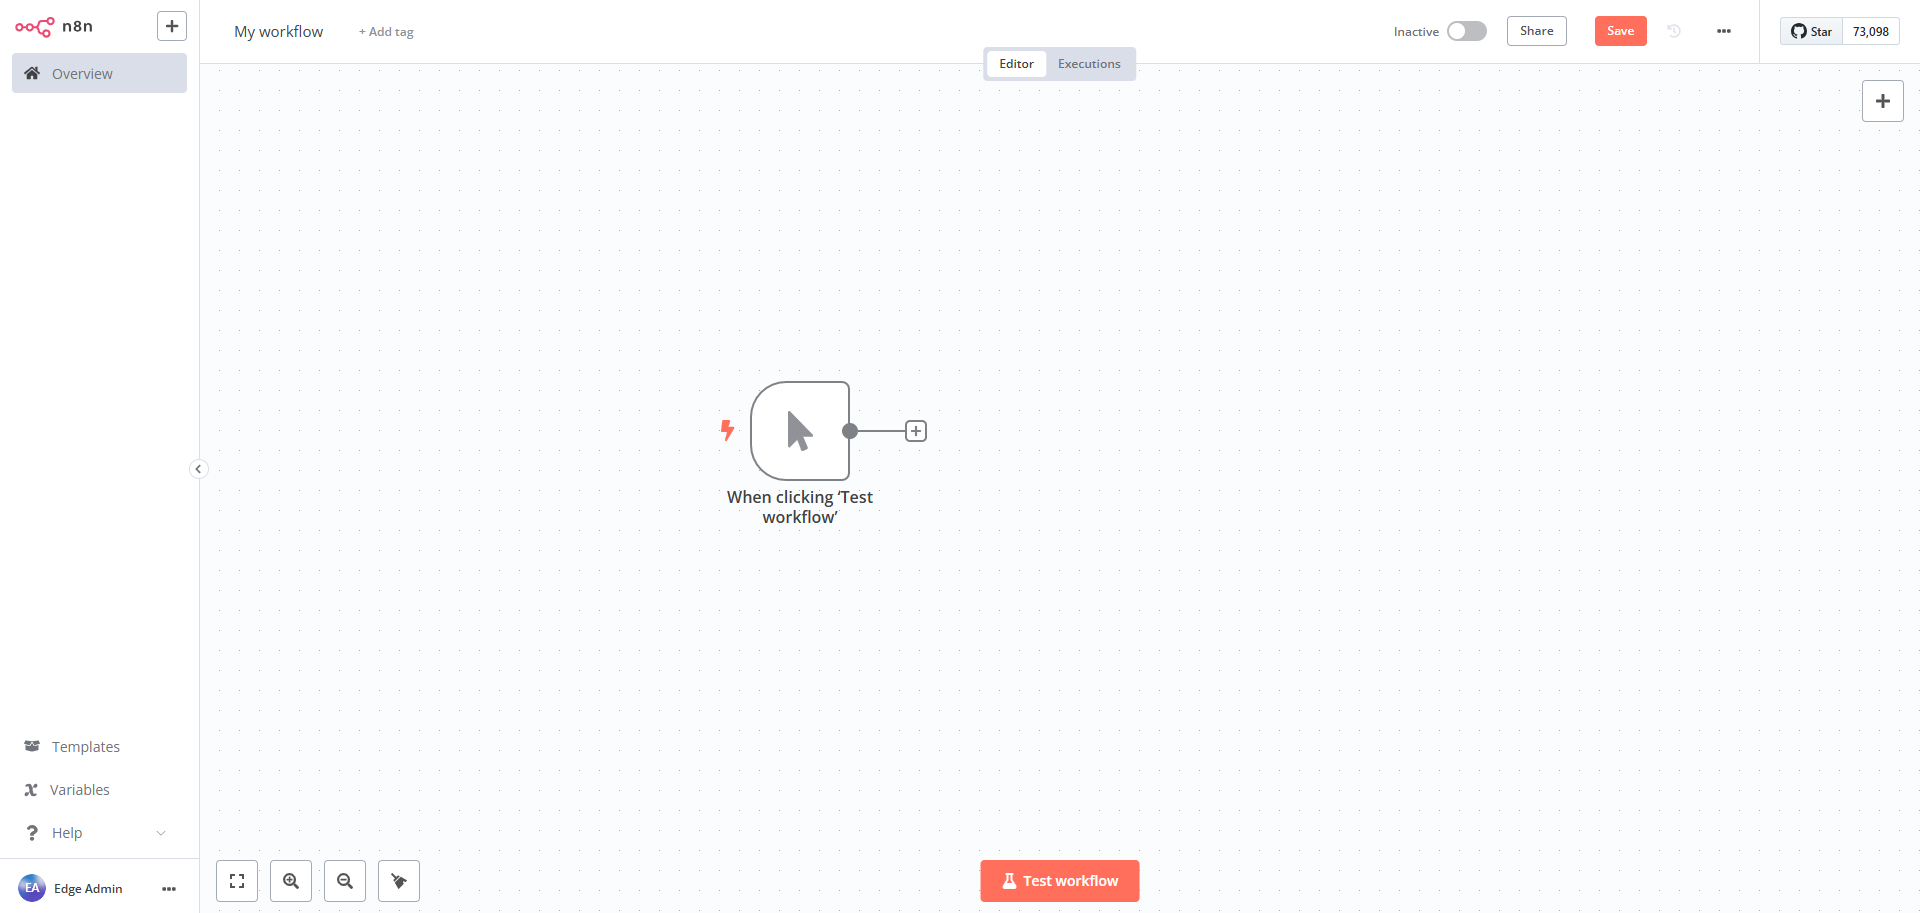 n8n
Overview
My workflow
+ Add tag
Inactive
Share
Save
Star
73,098
Editor
Executions
When clicking ‘Test
workflow’
Templates
Variables
Help
EA
Edge Admin
Test workflow